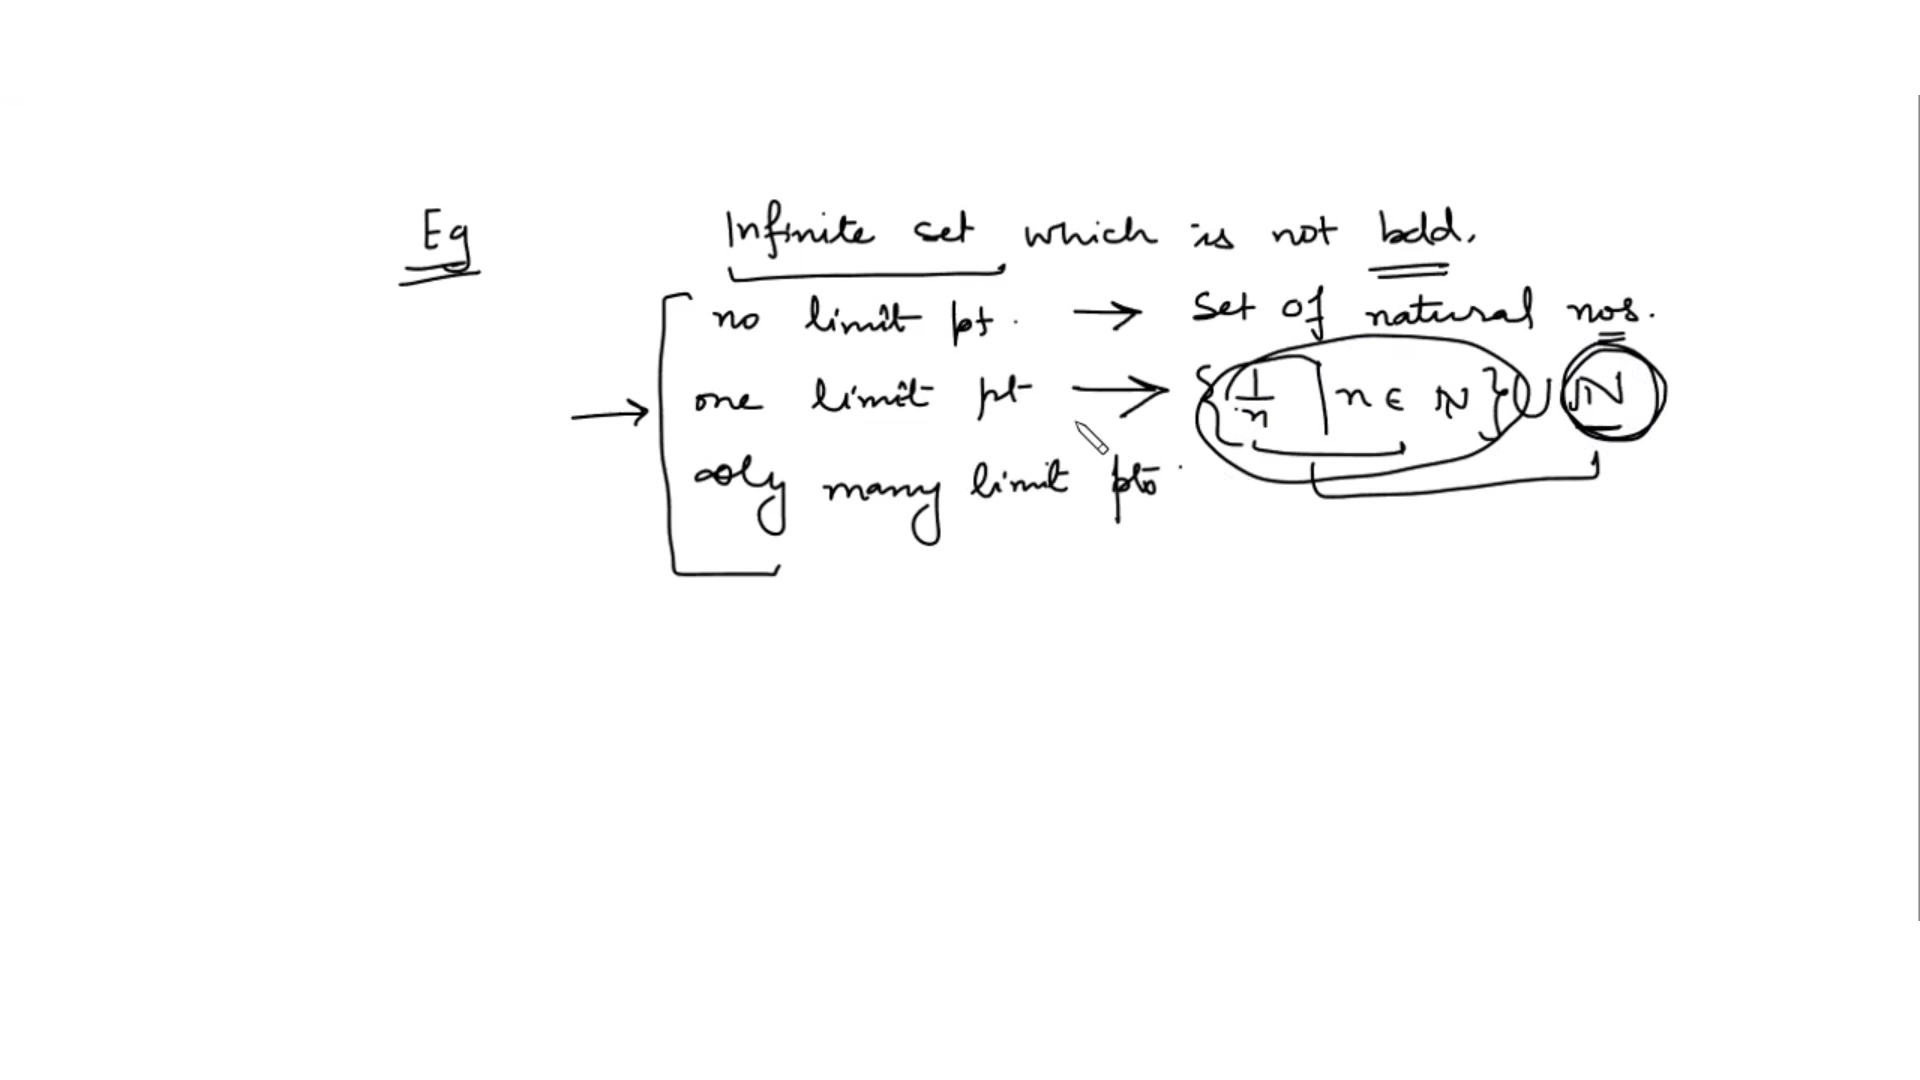 Eg Infinite set which is not bdd.
no limit pt. → Set of natural nos.
one limit pt → { 1/n | n ∈ N } ∪ N
∞ly many limit pts.